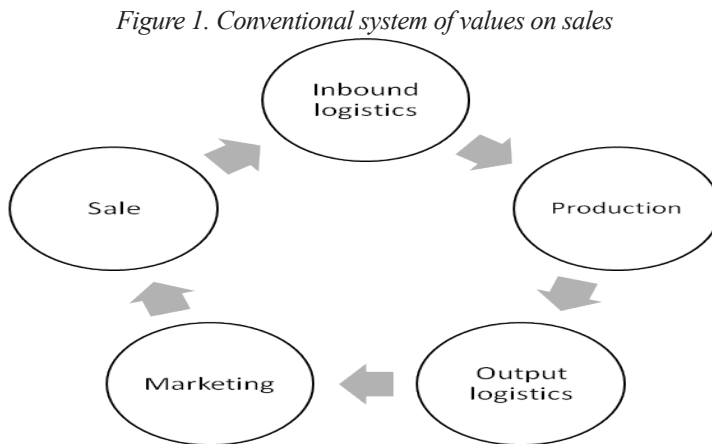 Figure 1. Conventional system of values on sales
Inbound
logistics
Production
Output
logistics
Marketing
Sale